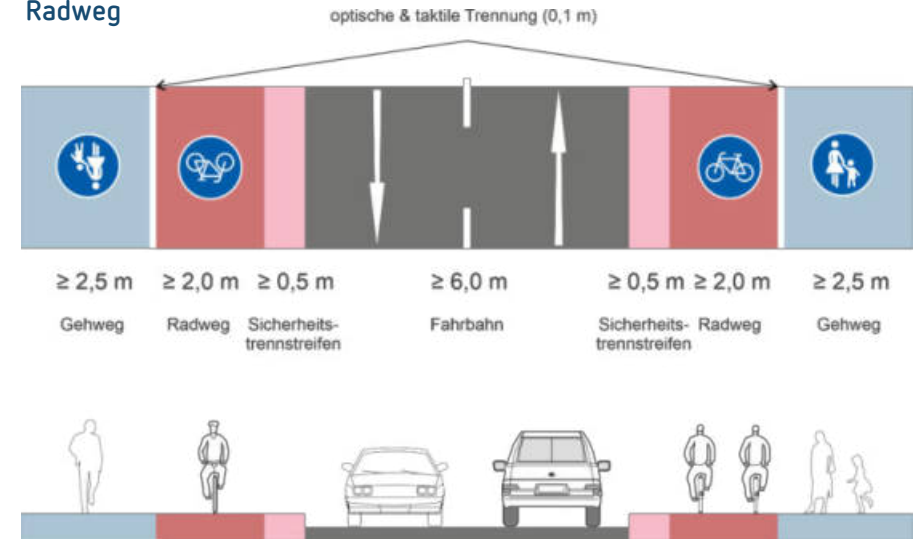 Radweg
optische & taktile Trennung (0,1 m)
≥ 2,5 m ≥ 2,0 m ≥ 0,5 m ≥ 6,0 m ≥ 0,5 m ≥ 2,0 m ≥ 2,5 m
Gehweg Radweg Sicherheits- Fahrbahn Sicherheits- Radweg Gehweg
trennstreifen trennstreifen